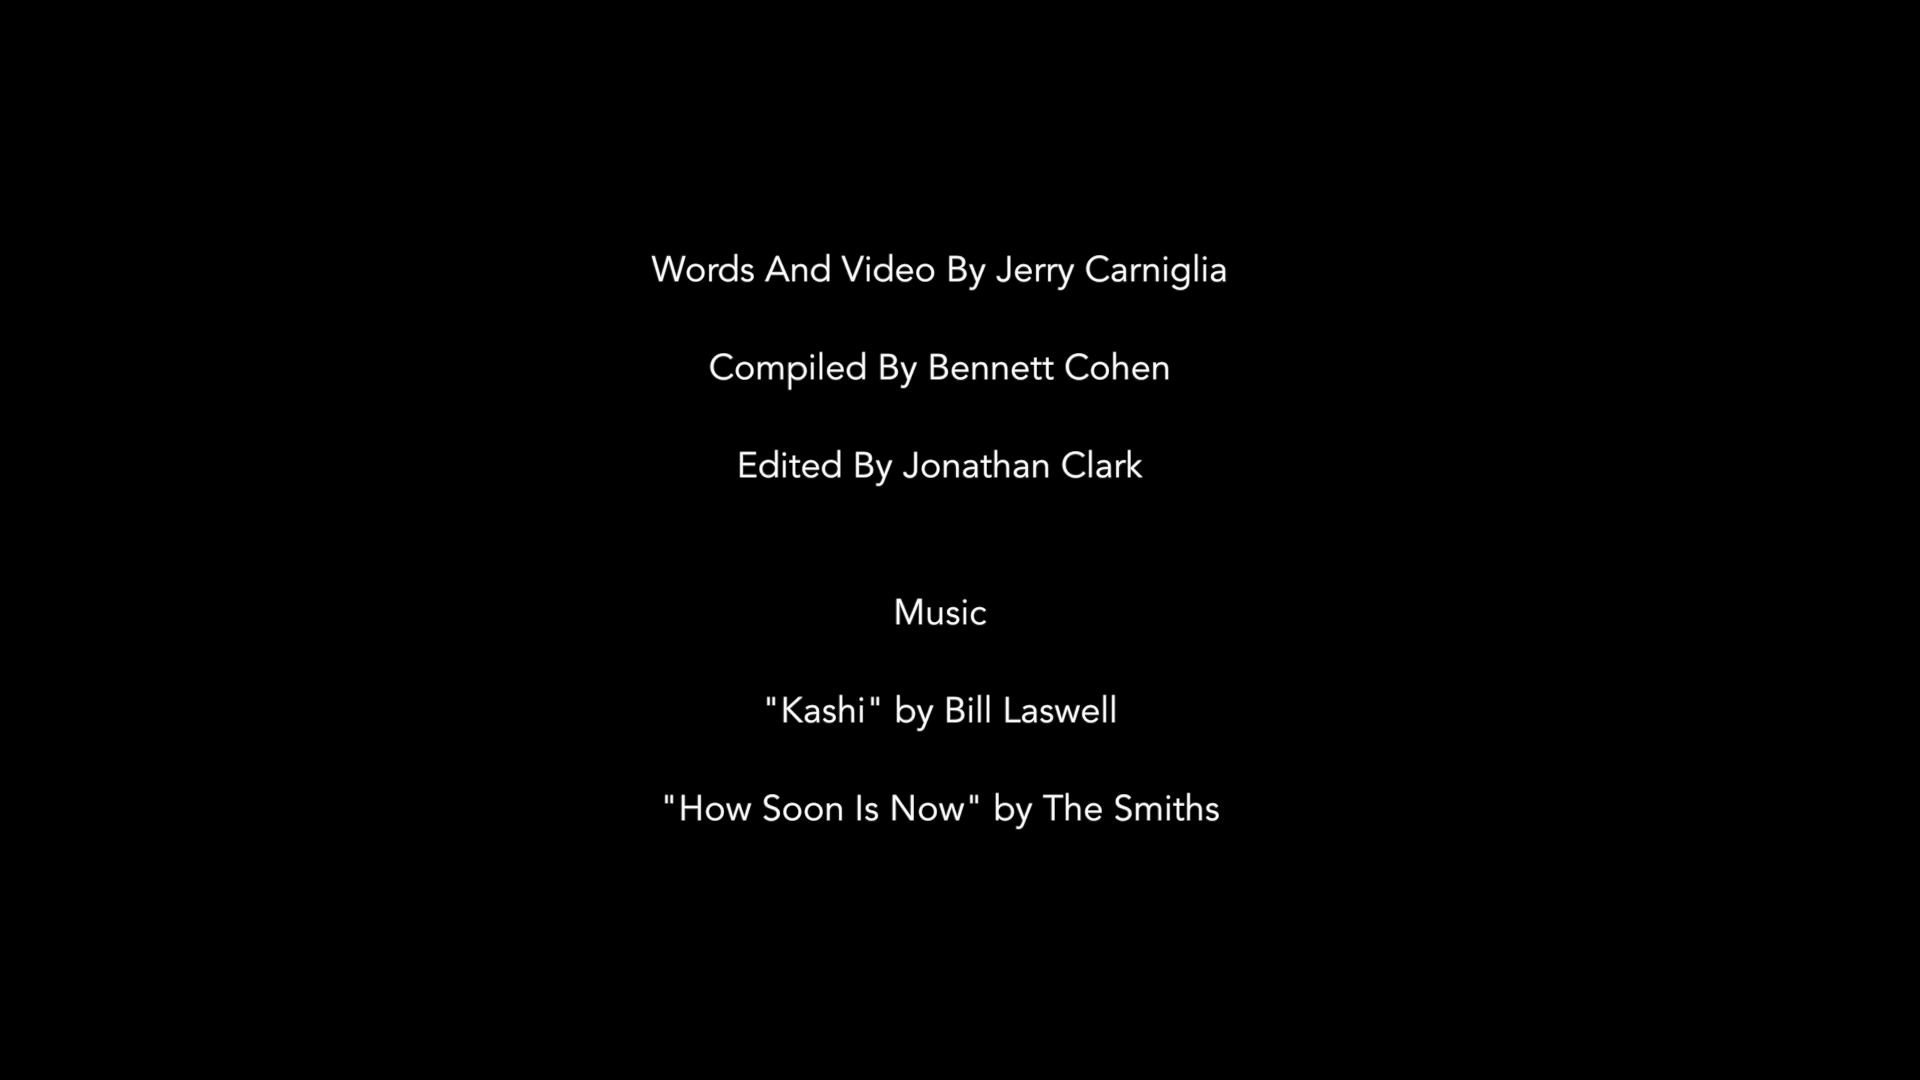 Words And Video By Jerry Carniglia
Compiled By Bennett Cohen
Edited By Jonathan Clark
Music
"Kashi" by Bill Laswell
"How Soon Is Now" by The Smiths